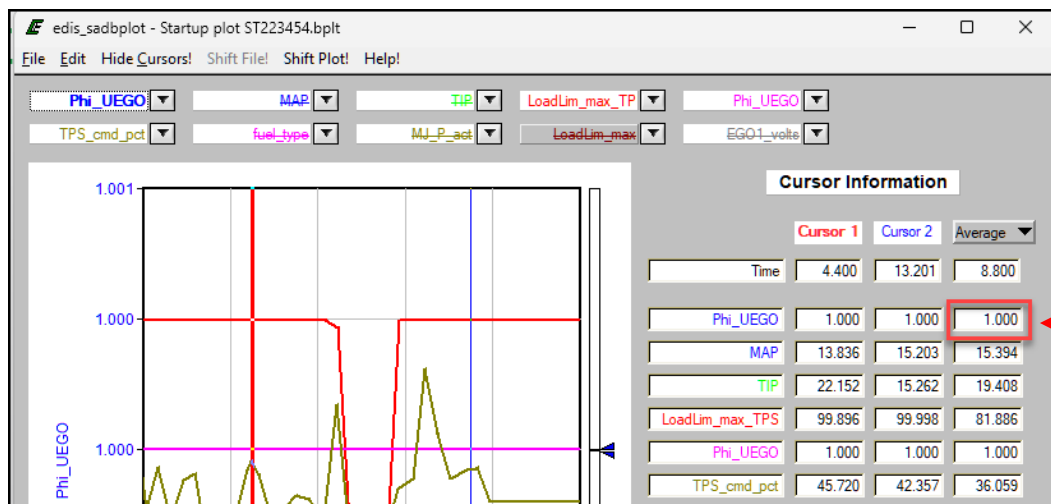 edis_sadbplot - Startup plot ST223454.bplt
File Edit Hide Cursors! Shift File! Shift Plot! Help!
Phi_UEGO MAP TIP LoadLim_max_TP Phi_UEGO
TPS_cmd_pct fuel_type MJ_P_act LoadLim_max EGO1_volts
Cursor Information
Cursor 1 Cursor 2 Average
Time 4.400 13.201 8.800
Phi_UEGO 1.000 1.000 1.000
MAP 13.836 15.203 15.394
TIP 22.152 15.262 19.408
LoadLim_max_TPS 99.896 99.998 81.886
Phi_UEGO 1.000 1.000 1.000
TPS_cmd_pct 45.720 42.357 36.059
1.001
1.000
1.000
Phi_UEGO